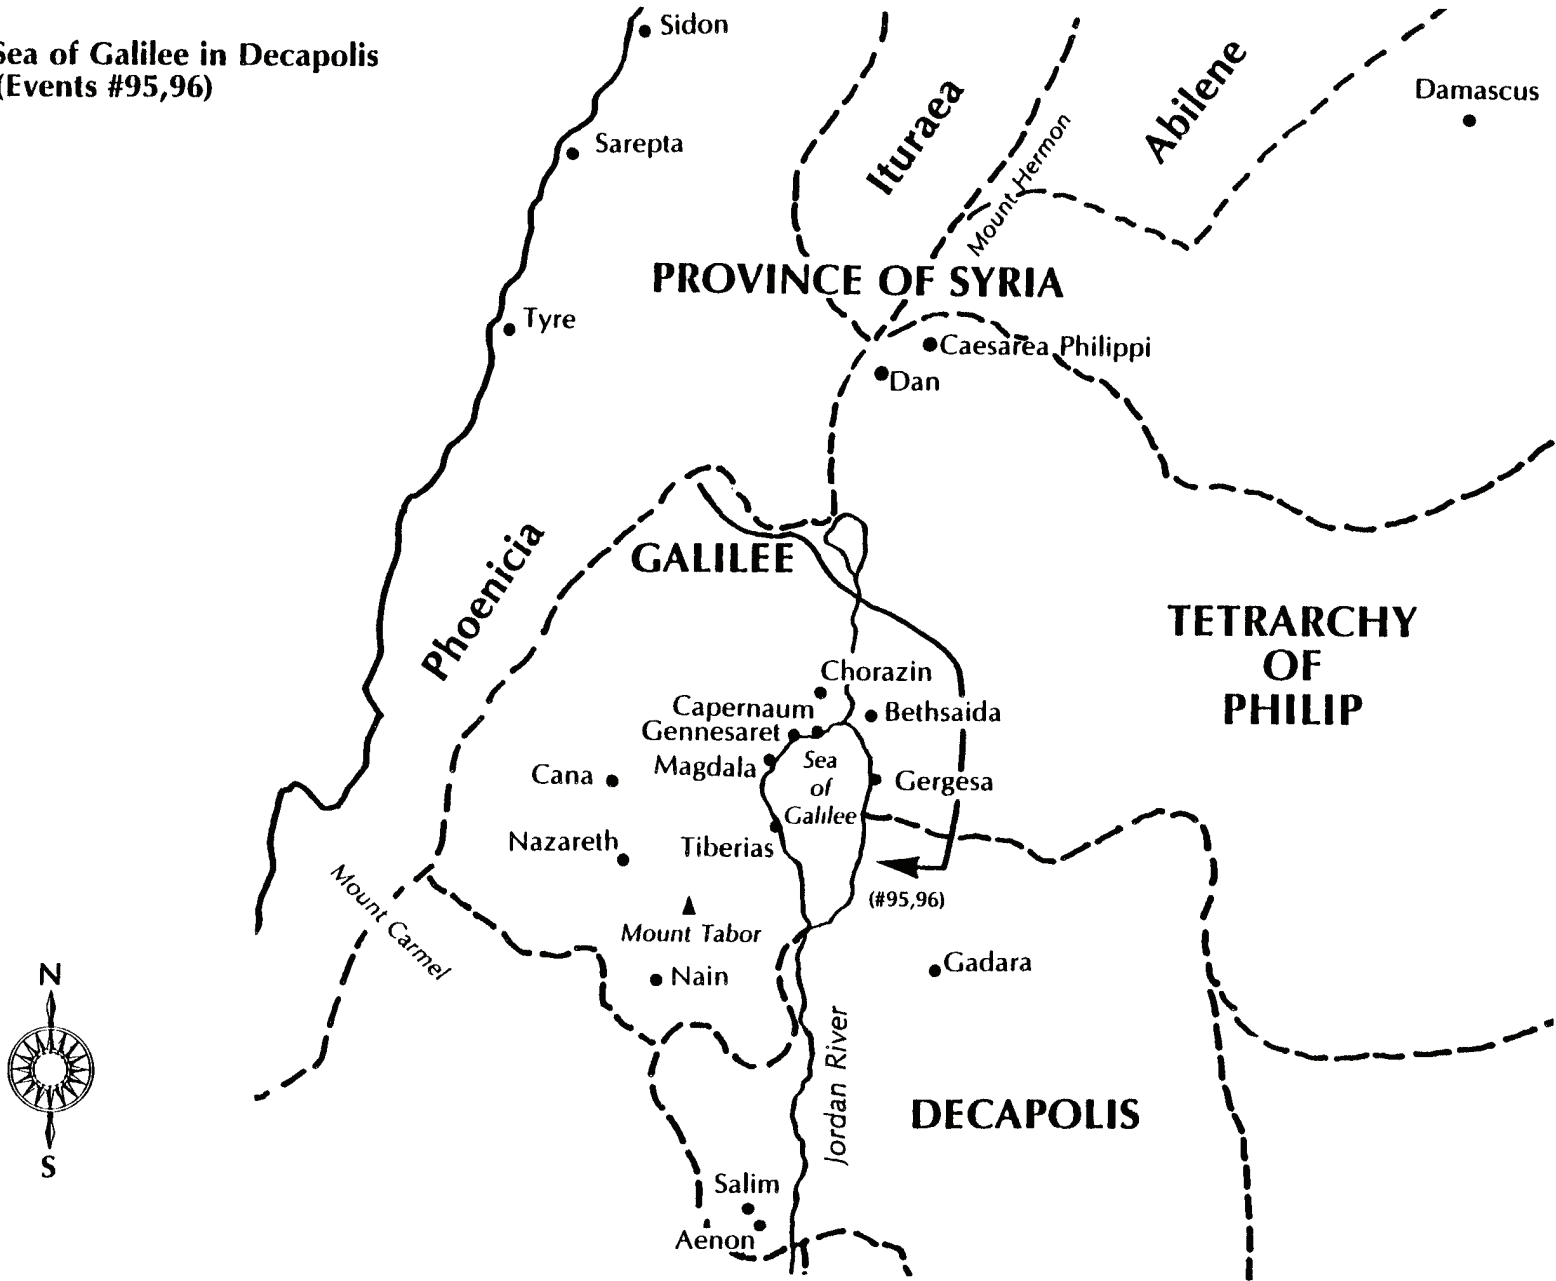 Sea of Galilee in Decapolis
(Events #95,96)
Sidon
Sarepta
Tyre
Ituraea
Mount Hermon
Abilene
Damascus
PROVINCE OF SYRIA
Caesarea Philippi
Dan
Phoenicia
GALILEE
TETRARCHY
OF
PHILIP
Chorazin
Capernaum
Bethsaida
Gennesaret
Magdala
Sea
of
Galilee
Gergesa
Cana
Nazareth
Tiberias
(#95,96)
Mount Carmel
Mount Tabor
Nain
Gadara
N
S
Jordan River
DECAPOLIS
Salim
Aenon